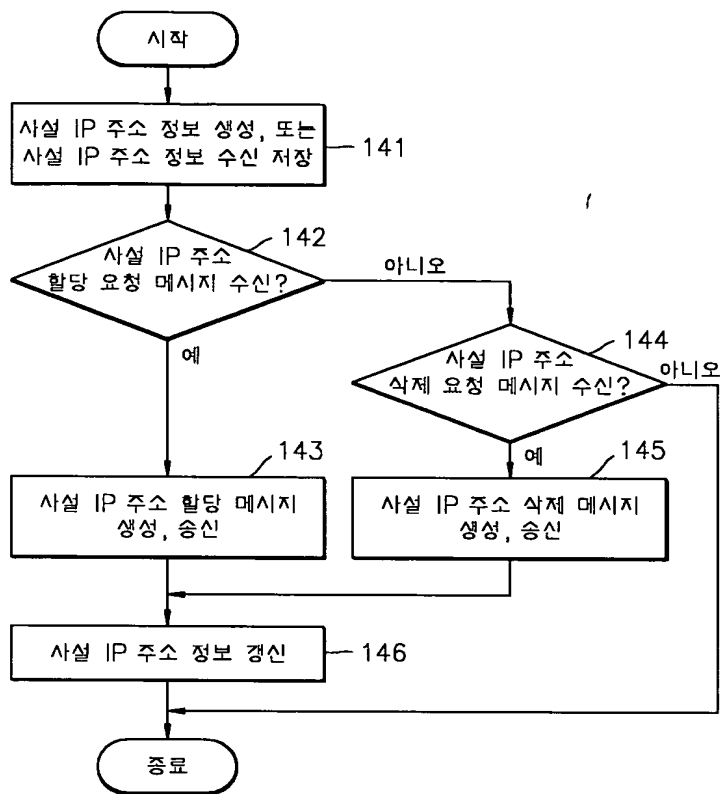 시작
사설 IP 주소 정보 생성, 또는
사설 IP 주소 정보 수신 저장
141
142
사설 IP 주소
할당 요청 메시지 수신?
아니오
예
144
사설 IP 주소
삭제 요청 메시지 수신?
아니오
예
143
사설 IP 주소 할당 메시지
생성, 송신
145
사설 IP 주소 삭제 메시지
생성, 송신
사설 IP 주소 정보 갱신
146
종료